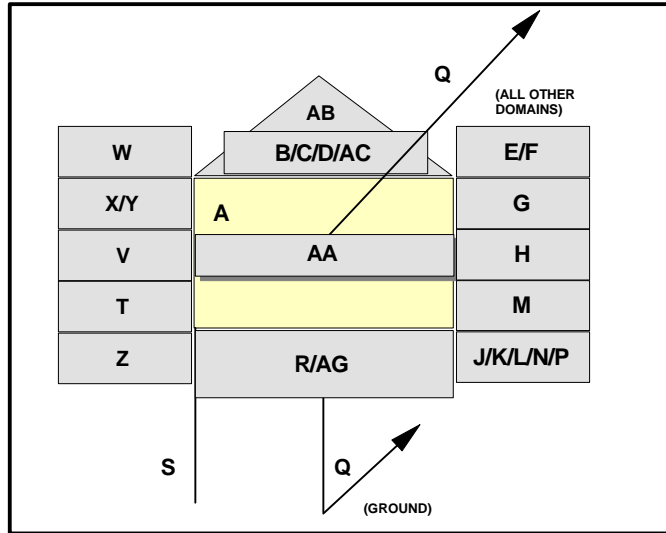 Q
(ALL OTHER
DOMAINS)
AB
W
B/C/D/AC
E/F
X/Y
A
G
V
AA
H
T
M
Z
R/AG
J/K/L/N/P
S
Q
(GROUND)